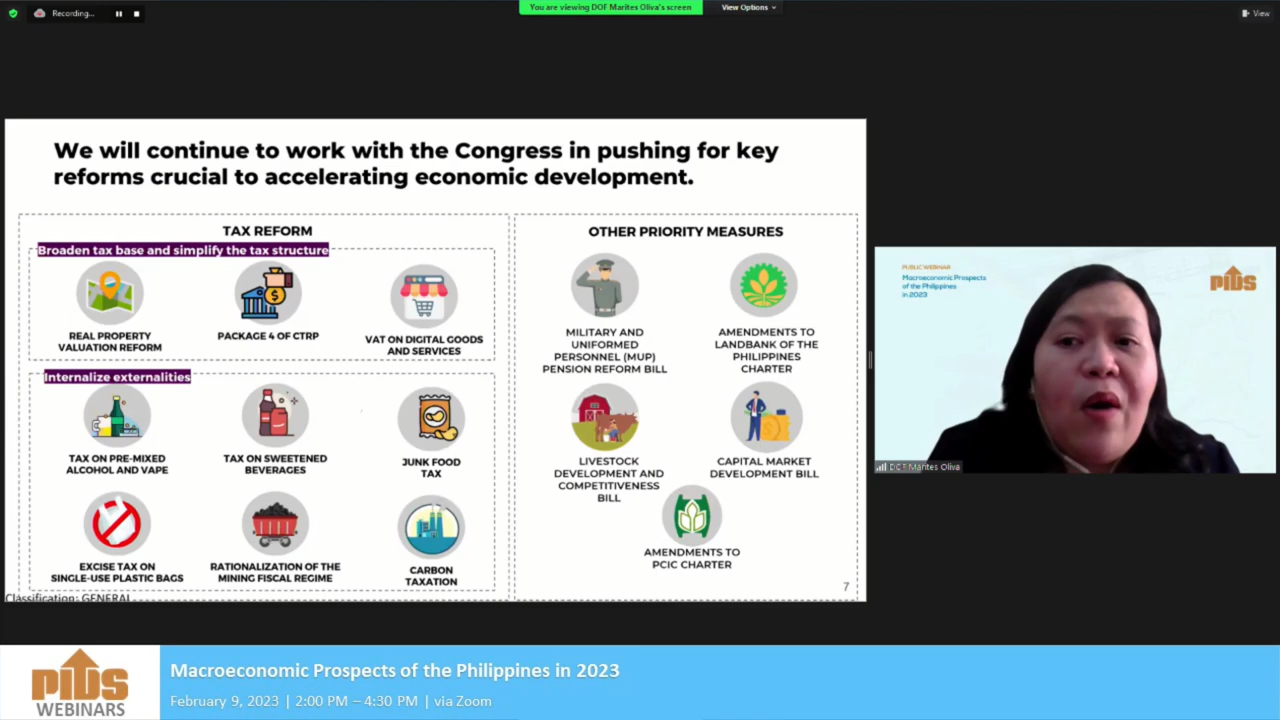 Recording...
You are viewing DOF Marites Oliva's screen
View Options
View
We will continue to work with the Congress in pushing for key
reforms crucial to accelerating economic development.
TAX REFORM
Broaden tax base and simplify the tax structure
REAL PROPERTY
VALUATION REFORM
PACKAGE 4 OF CTRP
VAT ON DIGITAL GOODS
AND SERVICES
Internalize externalities
TAX ON PRE-MIXED
ALCOHOL AND VAPE
TAX ON SWEETENED
BEVERAGES
JUNK FOOD
TAX
EXCISE TAX ON
SINGLE-USE PLASTIC BAGS
RATIONALIZATION OF THE
MINING FISCAL REGIME
CARBON
TAXATION
OTHER PRIORITY MEASURES
MILITARY AND
UNIFORMED
PERSONNEL (MUP)
PENSION REFORM BILL
AMENDMENTS TO
LANDBANK OF THE
PHILIPPINES
CHARTER
LIVESTOCK
DEVELOPMENT AND
COMPETITIVENESS
BILL
CAPITAL MARKET
DEVELOPMENT BILL
AMENDMENTS TO
PCIC CHARTER
7
Classification: GENERAL
PUBLIC WEBINAR
Macroeconomic Prospects
of the Philippines
in 2023
PIDS
DOF Marites Oliva
PIDS
WEBINARS
Macroeconomic Prospects of the Philippines in 2023
February 9, 2023 | 2:00 PM – 4:30 PM | via Zoom